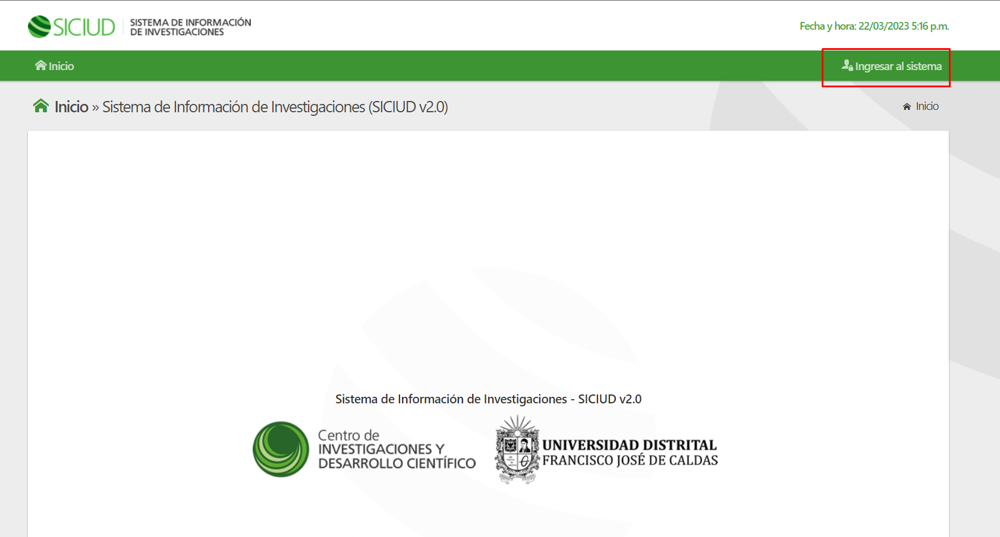 SICIUD
SISTEMA DE INFORMACIÓN
DE INVESTIGACIONES
Fecha y hora: 22/03/2023 5:16 p.m.
Inicio
Ingresar al sistema
Inicio » Sistema de Información de Investigaciones (SICIUD v2.0)
Inicio
Sistema de Información de Investigaciones - SICIUD v2.0
Centro de
INVESTIGACIONES Y
DESARROLLO CIENTÍFICO
UNIVERSIDAD DISTRITAL
FRANCISCO JOSÉ DE CALDAS